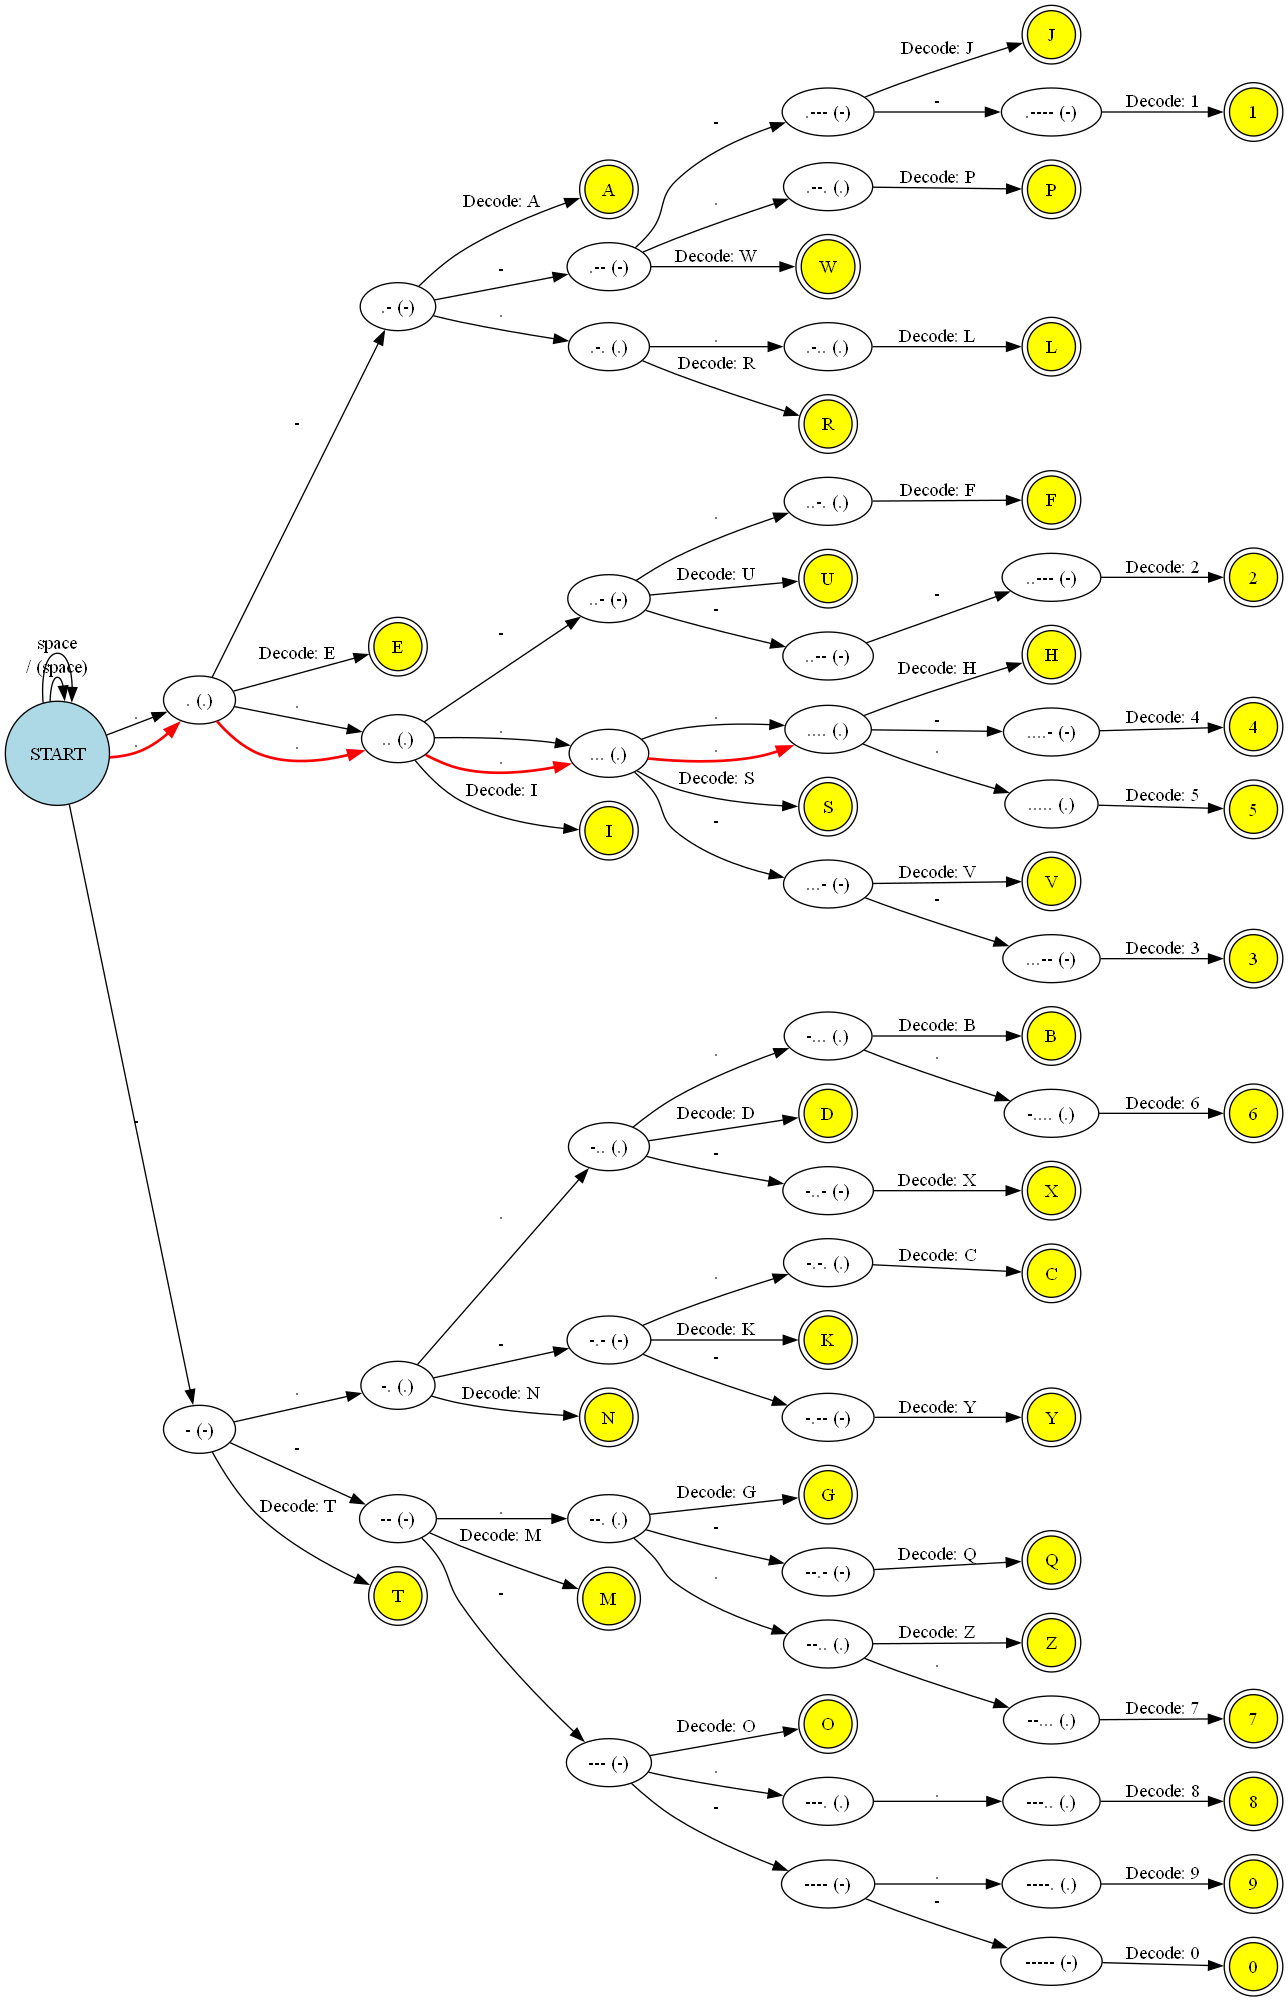 J
Decode: J
.--- (-)
-
.---- (-)
Decode: 1
1
-
A
Decode: A
.--. (.)
Decode: P
P
.
.-- (-)
Decode: W
W
-
.- (-)
.
.-. (.)
.
.-.. (.)
Decode: L
L
Decode: R
R
-
..-. (.)
Decode: F
F
.
..- (-)
Decode: U
U
-
..--- (-)
Decode: 2
2
-
..-- (-)
space
/ (space)
Decode: E
E
-
Decode: H
H
. (.)
.
.. (.)
.
... (.)
.
.... (.)
-
....- (-)
Decode: 4
4
START
.
.
.
.
Decode: S
S
.
..... (.)
Decode: 5
5
Decode: I
I
-
...- (-)
Decode: V
V
-
...-- (-)
Decode: 3
3
-... (.)
Decode: B
B
.
.
-.... (.)
Decode: 6
6
-
-.. (.)
Decode: D
D
-
-..- (-)
Decode: X
X
.
-.-. (.)
Decode: C
C
.
-.- (-)
Decode: K
K
-
-. (.)
-
.
Decode: N
N
-.-- (-)
Decode: Y
Y
- (-)
-
-- (-)
.
--. (.)
Decode: G
G
Decode: T
T
Decode: M
M
-
--.- (-)
Decode: Q
Q
.
--.. (.)
Decode: Z
Z
-
.
--... (.)
Decode: 7
7
--- (-)
Decode: O
O
.
---. (.)
.
---.. (.)
Decode: 8
8
-
---- (-)
.
----. (.)
Decode: 9
9
-
----- (-)
Decode: 0
0